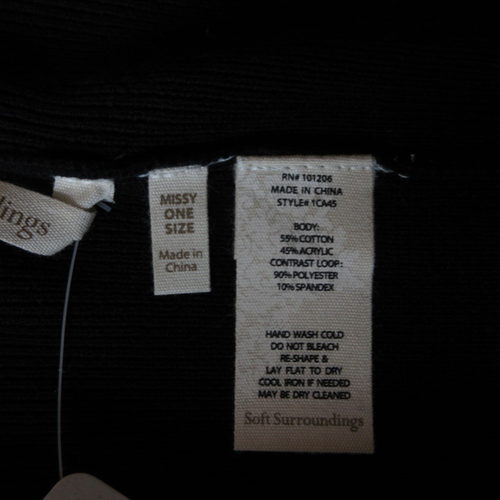 dings
MISSY
ONE
SIZE
Made in
China
RN# 101206
MADE IN CHINA
STYLE# 1CA45
BODY:
55% COTTON
45% ACRYLIC
CONTRAST LOOP:
90% POLYESTER
10% SPANDEX
HAND WASH COLD
DO NOT BLEACH
RE-SHAPE &
LAY FLAT TO DRY
COOL IRON IF NEEDED
MAY BE DRY CLEANED
Soft Surroundings